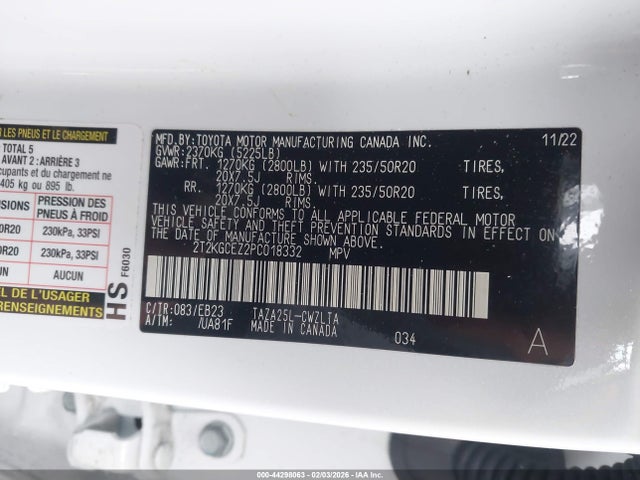 R LES PNEUS ET LE CHARGEMENT
TOTAL 5
AVANT : 2 : ARRIÈRE 3
ccupants et du chargement ne
405 kg ou 895 lb.
NSIONS PRESSION DES PNEUS À FROID
0R20 230kPa, 33PSI
0R20 230kPa, 33PSI
UN AUCUN
EL DE L'USAGER
RENSEIGNEMENTS
HS F6030
MFD.BY:TOYOTA MOTOR MANUFACTURING CANADA INC. 11/22
GVWR:2370KG (5225LB)
GAWR:FRT. 1270KG (2800LB) WITH 235/50R20 TIRES,
20X7.5J RIMS.
RR. 1270KG (2800LB) WITH 235/50R20 TIRES,
20X7.5J RIMS.
THIS VEHICLE CONFORMS TO ALL APPLICABLE FEDERAL MOTOR
VEHICLE SAFETY AND THEFT PREVENTION STANDARDS IN EFFECT ON
THE DATE OF MANUFACTURE SHOWN ABOVE.
2T2KGCEZ2PC018332 MPV
C/TR:083/EB23 TAZA25L-CWZLTA
A/TM: /UA81F MADE IN CANADA 034 A
000-44298063 - 02/03/2026 - IAA Inc.